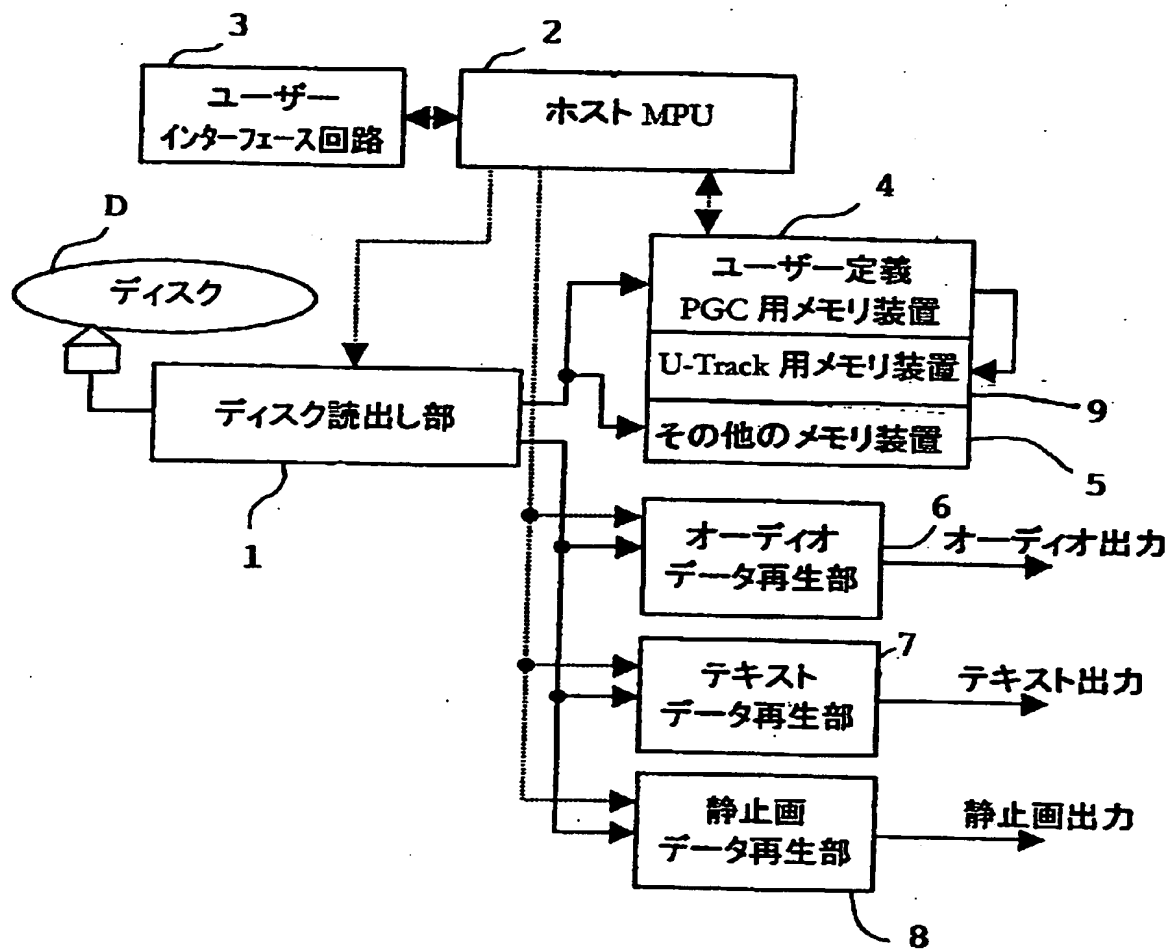 3
2
ユーザー
インターフェース回路
ホスト MPU
D
4
ディスク
ユーザー定義
PGC 用メモリ装置
U-Track 用メモリ装置
9
ディスク読出し部
その他のメモリ装置
5
1
6
オーディオ
データ再生部
オーディオ出力
7
テキスト
データ再生部
テキスト出力
静止画
データ再生部
静止画出力
8